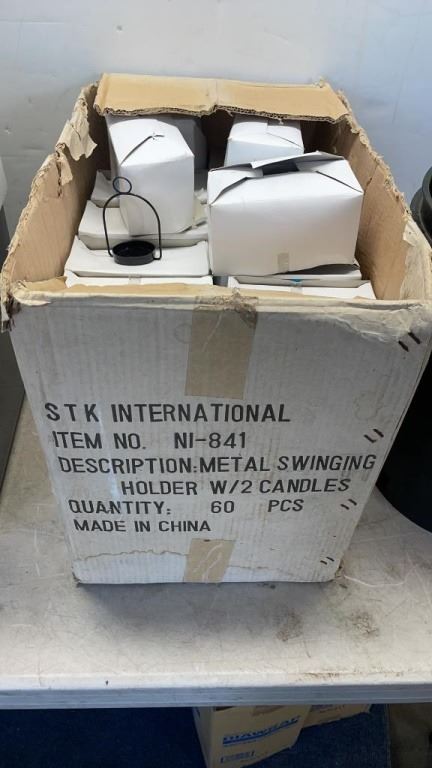 STK INTERNATIONAL
ITEM NO. NI-841
DESCRIPTION:METAL SWINGING
HOLDER W/2 CANDLES
QUANTITY: 60 PCS
MADE IN CHINA